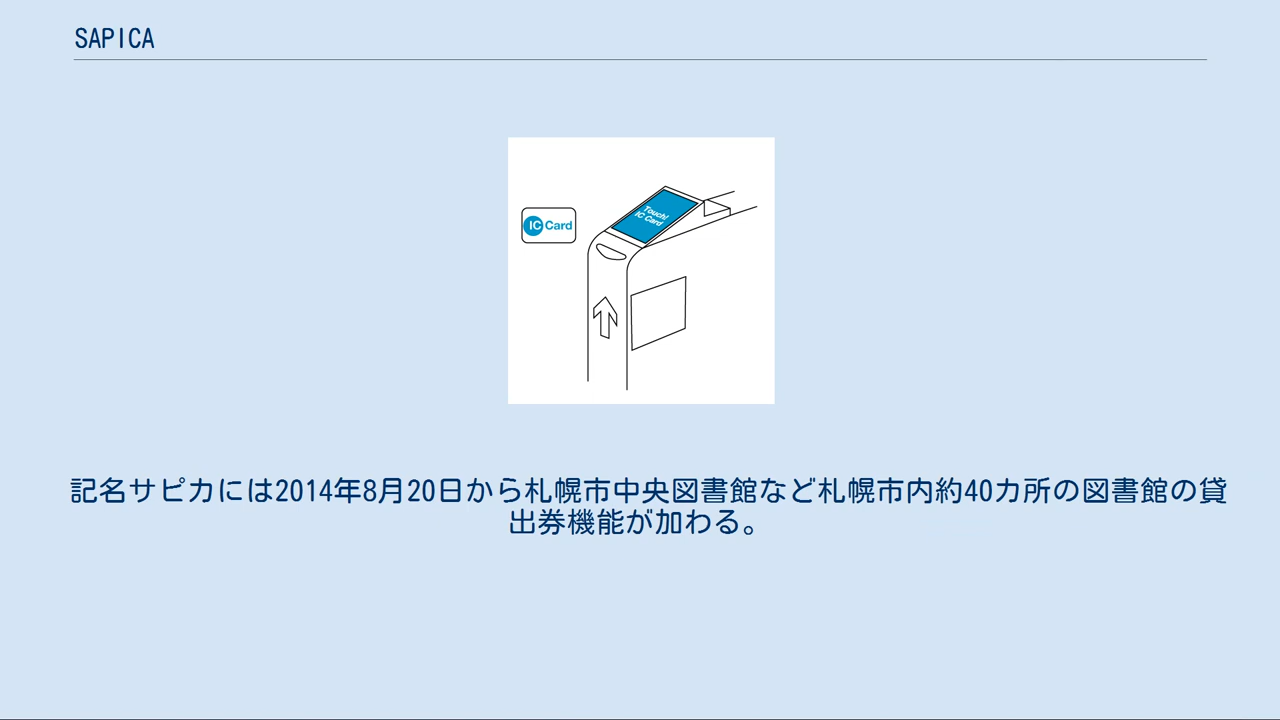 SAPICA
IC Card
Touch!
IC Card
記名サピカには2014年8月20日から札幌市中央図書館など札幌市内約40カ所の図書館の貸
出券機能が加わる。